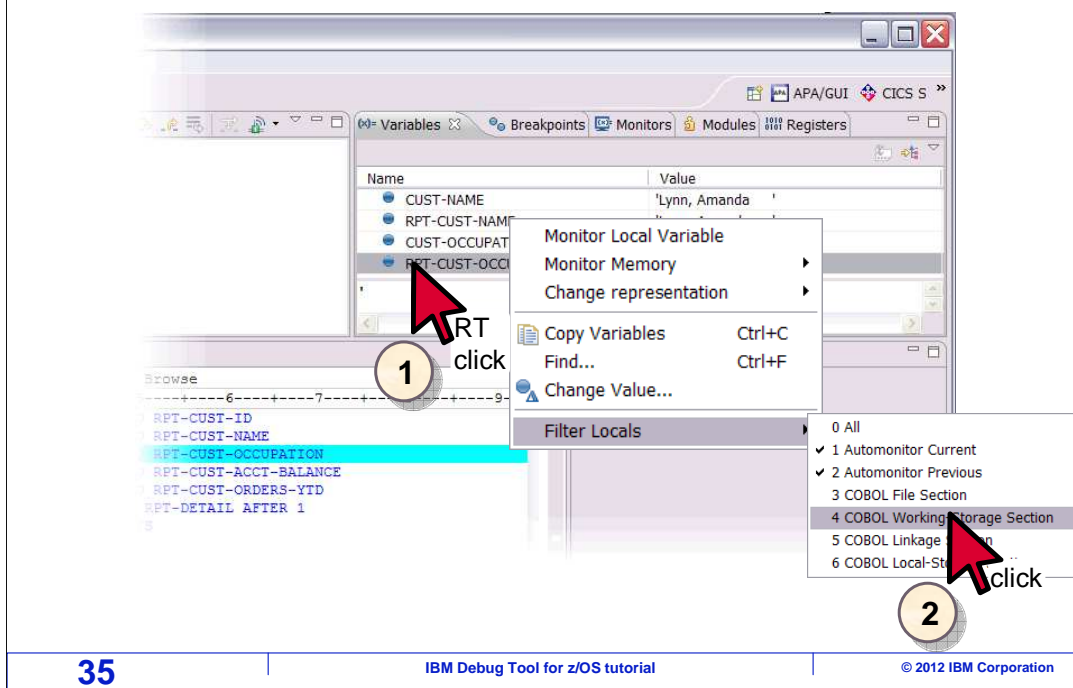 APA/GUI CICS S »
(x)= Variables Breakpoints Monitors Modules Registers
Name Value
CUST-NAME 'Lynn, Amanda '
RPT-CUST-NAME
CUST-OCCUPAT
RPT-CUST-OCC
'
Monitor Local Variable
Monitor Memory
Change representation
Copy Variables Ctrl+C
Find... Ctrl+F
Change Value...
Filter Locals
RT
click
1
0 All
1 Automonitor Current
2 Automonitor Previous
3 COBOL File Section
4 COBOL Working-Storage Section
5 COBOL Linkage
6 COBOL Local-Sto
click
2
Browse
----+----6----+----7----+----8----+----9-
RPT-CUST-ID
RPT-CUST-NAME
RPT-CUST-OCCUPATION
RPT-CUST-ACCT-BALANCE
RPT-CUST-ORDERS-YTD
RPT-DETAIL AFTER 1
35
IBM Debug Tool for z/OS tutorial
© 2012 IBM Corporation